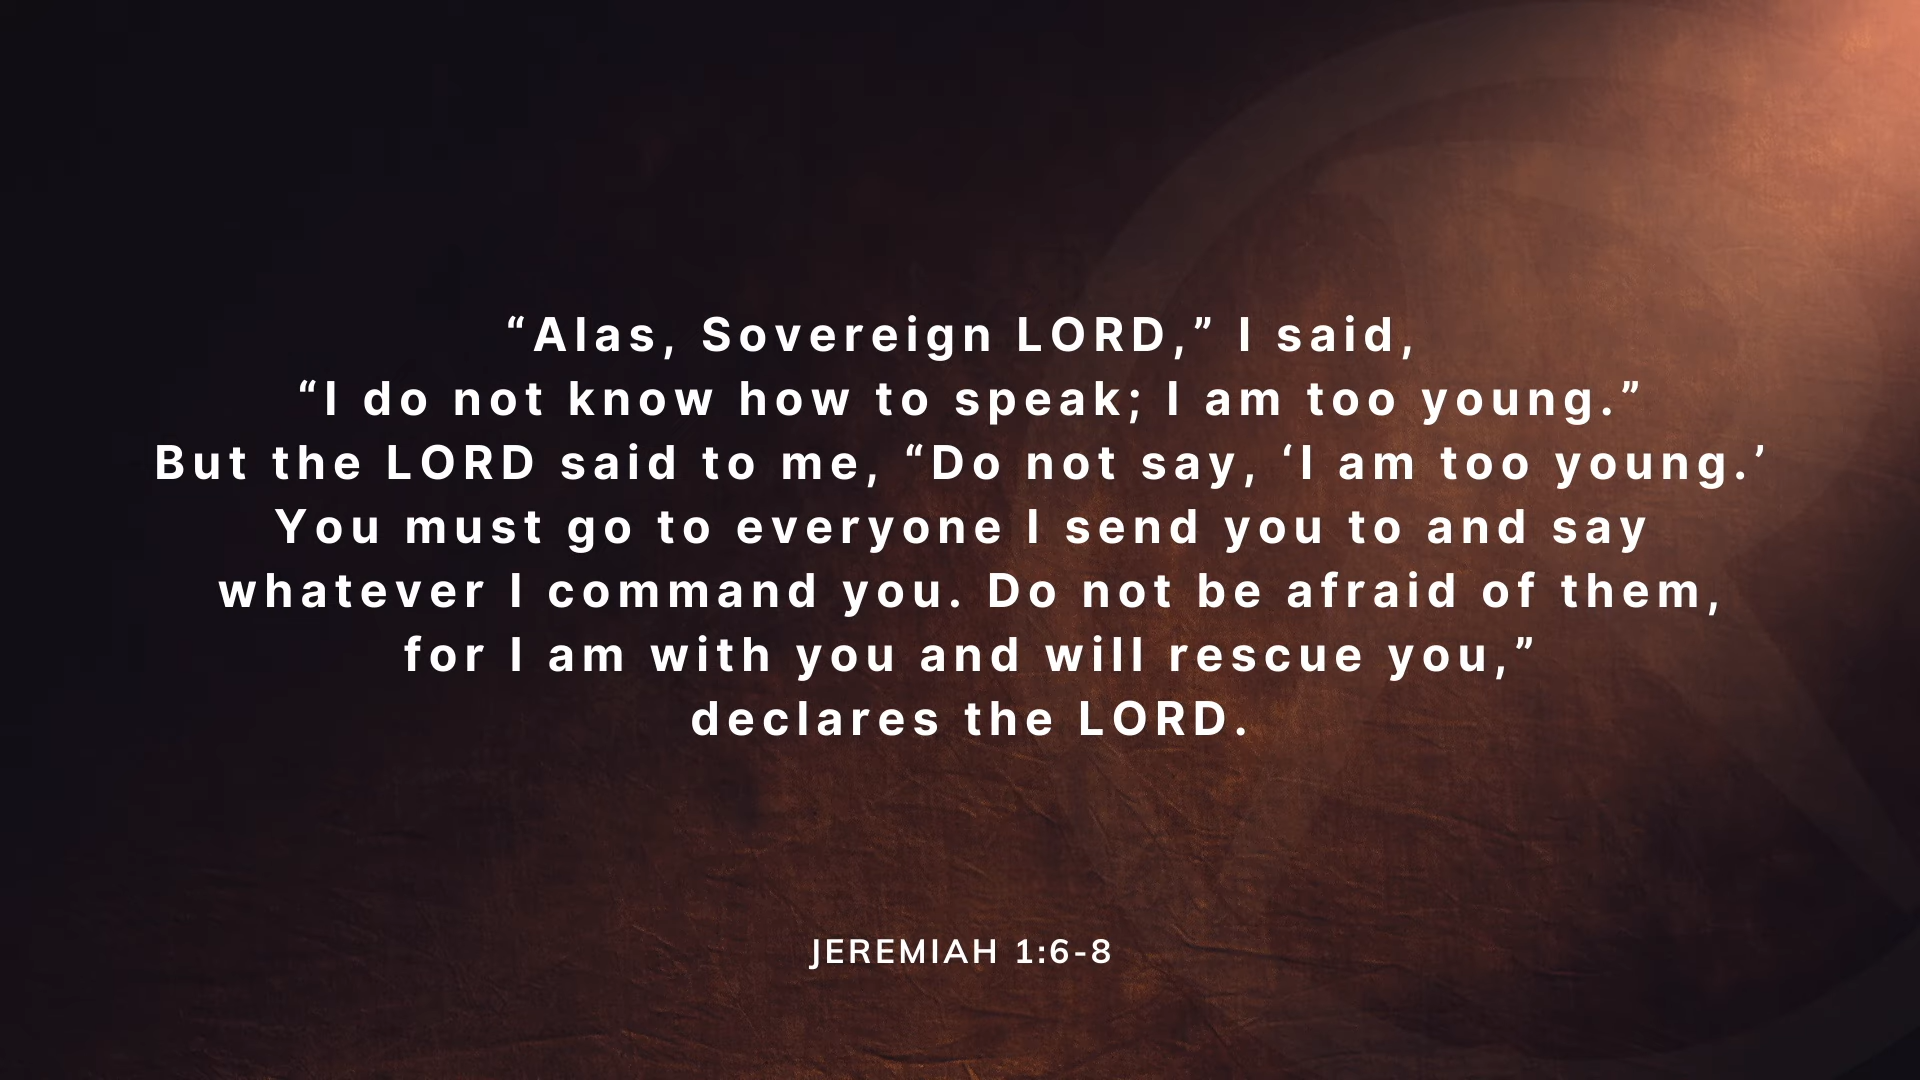 “Alas, Sovereign LORD,” I said,
“I do not know how to speak; I am too young.”
But the LORD said to me, “Do not say, ‘I am too young.’
You must go to everyone I send you to and say
whatever I command you. Do not be afraid of them,
for I am with you and will rescue you,”
declares the LORD.
JEREMIAH 1:6-8